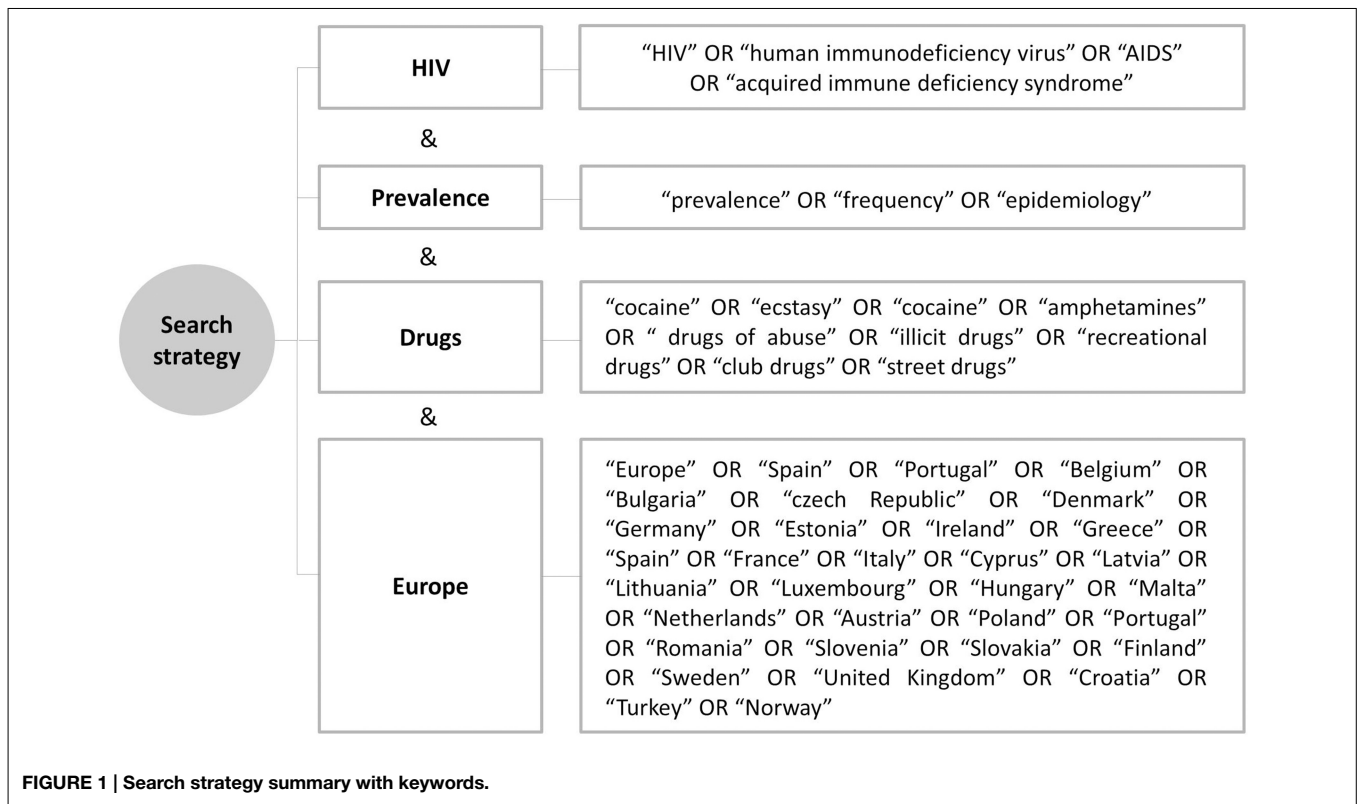 HIV
“HIV” OR “human immunodeficiency virus” OR “AIDS”
OR “acquired immune deficiency syndrome”
&
Prevalence
“prevalence” OR “frequency” OR “epidemiology”
&
Search
strategy
Drugs
“cocaine” OR “ecstasy” OR “cocaine” OR “amphetamines”
OR “ drugs of abuse” OR “illicit drugs” OR “recreational
drugs” OR “club drugs” OR “street drugs”
&
Europe
“Europe” OR “Spain” OR “Portugal” OR “Belgium” OR
“Bulgaria” OR “czech Republic” OR “Denmark” OR
“Germany” OR “Estonia” OR “Ireland” OR “Greece” OR
“Spain” OR “France” OR “Italy” OR “Cyprus” OR “Latvia” OR
“Lithuania” OR “Luxembourg” OR “Hungary” OR “Malta”
OR “Netherlands” OR “Austria” OR “Poland” OR “Portugal”
OR “Romania” OR “Slovenia” OR “Slovakia” OR “Finland”
OR “Sweden” OR “United Kingdom” OR “Croatia” OR
“Turkey” OR “Norway”
FIGURE 1 | Search strategy summary with keywords.